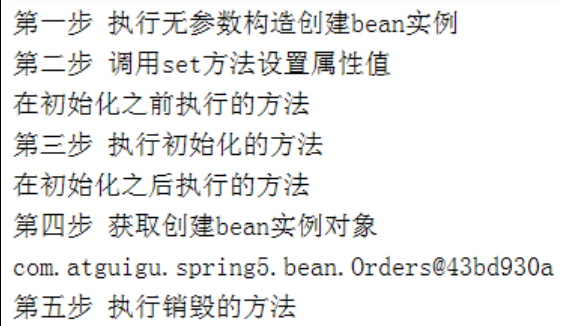 第一步 执行无参数构造创建bean实例
第二步 调用set方法设置属性值
在初始化之前执行的方法
第三步 执行初始化的方法
在初始化之后执行的方法
第四步 获取创建bean实例对象
com.atguigu.spring5.bean.Orders@43bd930a
第五步 执行销毁的方法